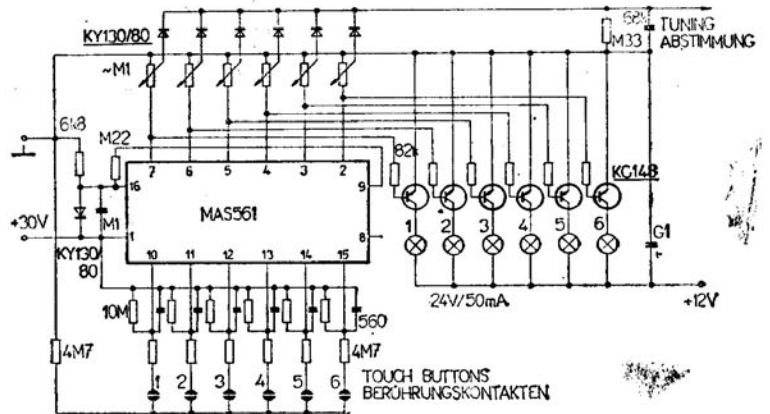 KY130/80
68k
M33
TUNING
ABSTIMMUNG
~M1
6k8
M22
7 6 5 4 3 2
82k
KC148
16
9
MAS561
M1
+30V
1
8
KY130/
80
10 11 12 13 14 15
1 2 3 4 5 6
G1
24V/50mA
+12V
10M
560
4M7
4M7
1 2 3 4 5 6
TOUCH BUTTONS
BERÜHRUNGSKONTAKTEN